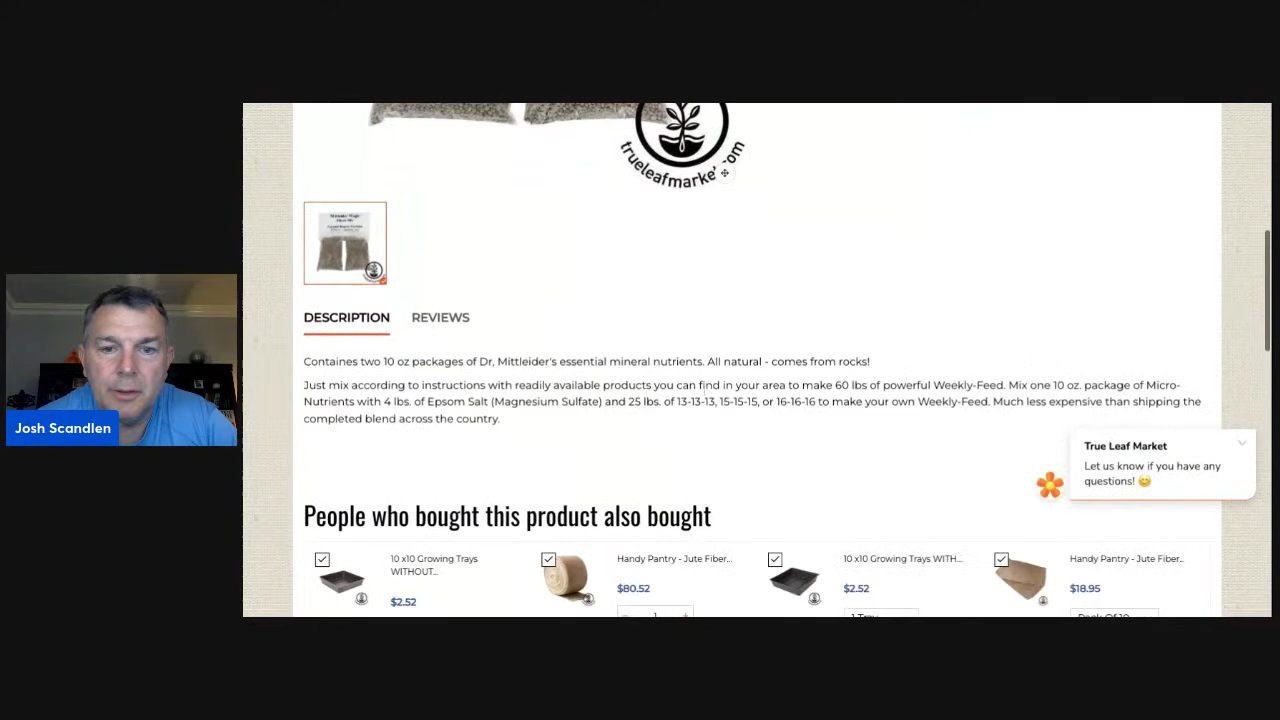 trueleafmarket.com
DESCRIPTION
REVIEWS
Containes two 10 oz packages of Dr, Mittleider's essential mineral nutrients. All natural - comes from rocks!
Just mix according to instructions with readily available products you can find in your area to make 60 lbs of powerful Weekly-Feed. Mix one 10 oz. package of Micro-
Nutrients with 4 lbs. of Epsom Salt (Magnesium Sulfate) and 25 lbs. of 13-13-13, 15-15-15, or 16-16-16 to make your own Weekly-Feed. Much less expensive than shipping the
completed blend across the country.
Josh Scandlen
True Leaf Market
Let us know if you have any
questions! 😊
People who bought this product also bought
10 x10 Growing Trays
WITHOUT...
$2.52
Handy Pantry - Jute Fiber...
$80.52
1
10 x10 Growing Trays WITH...
$2.52
1 Tray
Handy Pantry - Jute Fiber...
$18.95
Pack Of 10